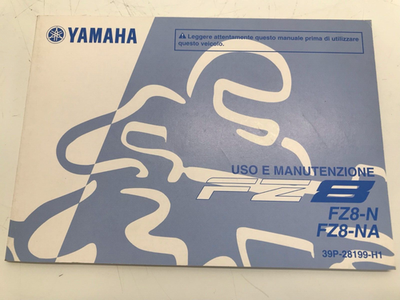 YAMAHA
Leggere attentamente questo manuale prima di utilizzare
questo veicolo.
USO E MANUTENZIONE
FZ8
FZ8-N
FZ8-NA
39P-28199-H1